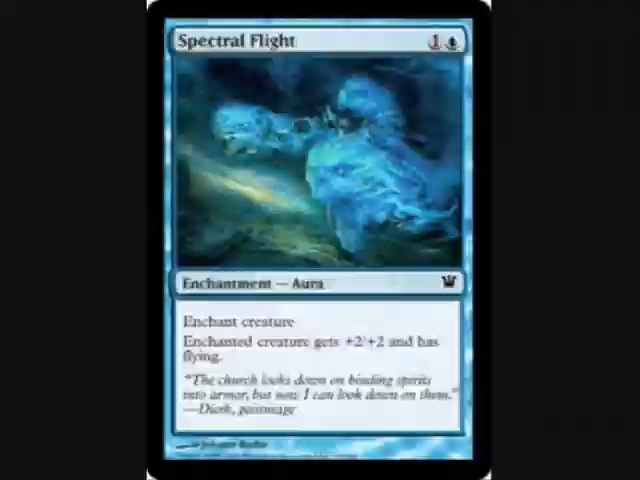 Spectral Flight
1
Enchantment — Aura
Enchant creature
Enchanted creature gets +2/+2 and has
flying.
"The church looks down on binding spirits
into armor, but now I can look down on them."
—Dierk, geistmage